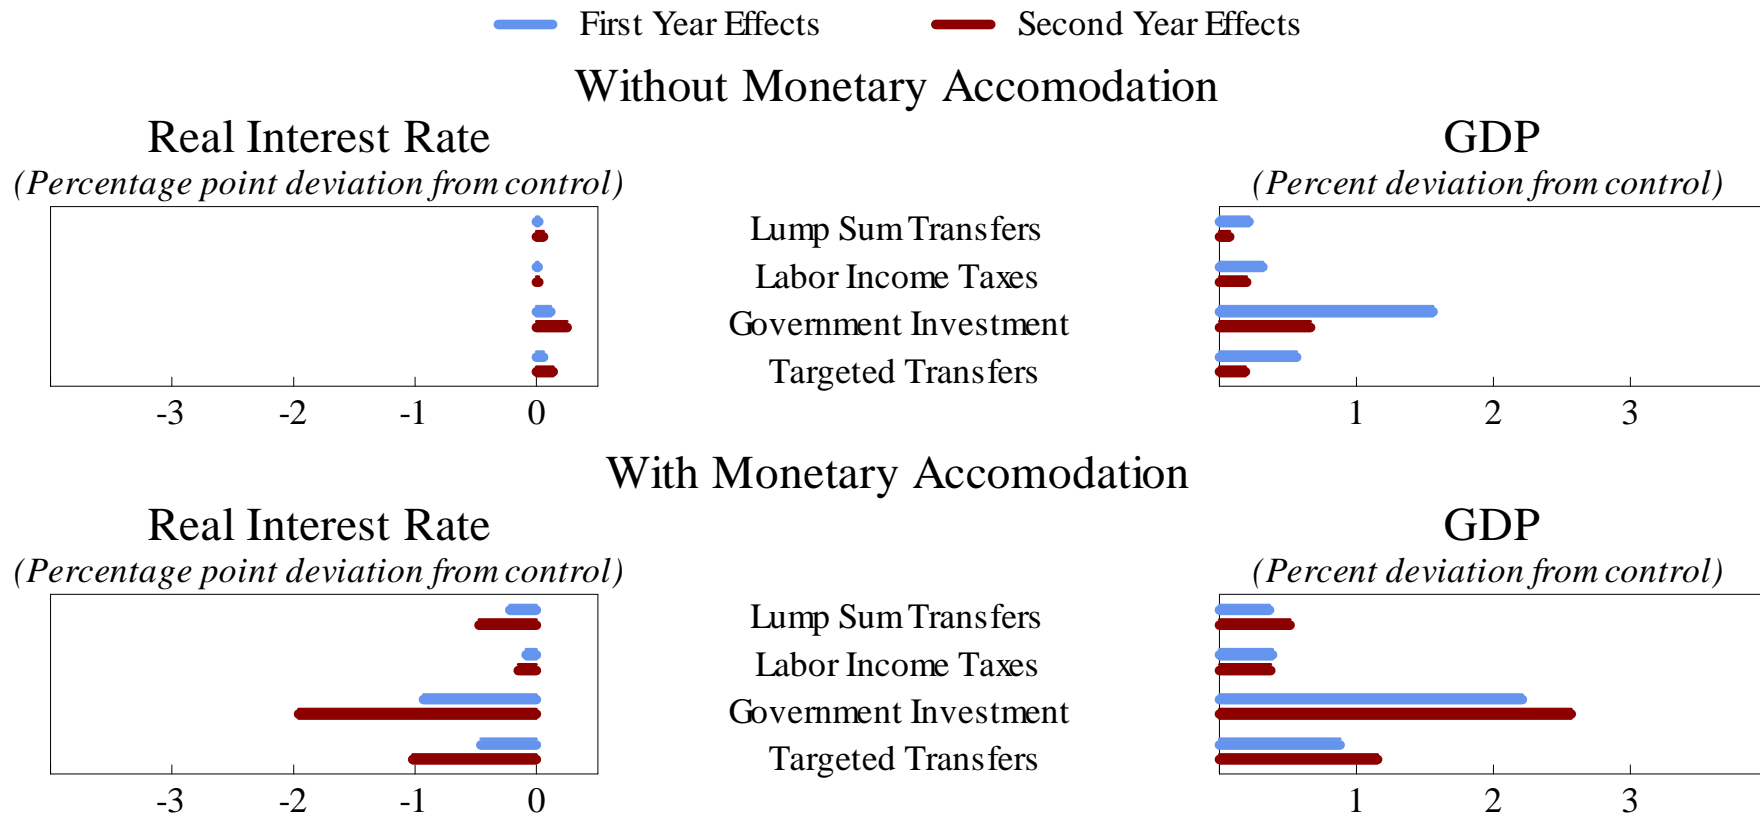 First Year Effects Second Year Effects
Without Monetary Accomodation
Real Interest Rate GDP
(Percentage point deviation from control) (Percent deviation from control)
Lump Sum Transfers
Labor Income Taxes
Government Investment
Targeted Transfers
-3 -2 -1 0 1 2 3
With Monetary Accomodation
Real Interest Rate GDP
(Percentage point deviation from control) (Percent deviation from control)
Lump Sum Transfers
Labor Income Taxes
Government Investment
Targeted Transfers
-3 -2 -1 0 1 2 3